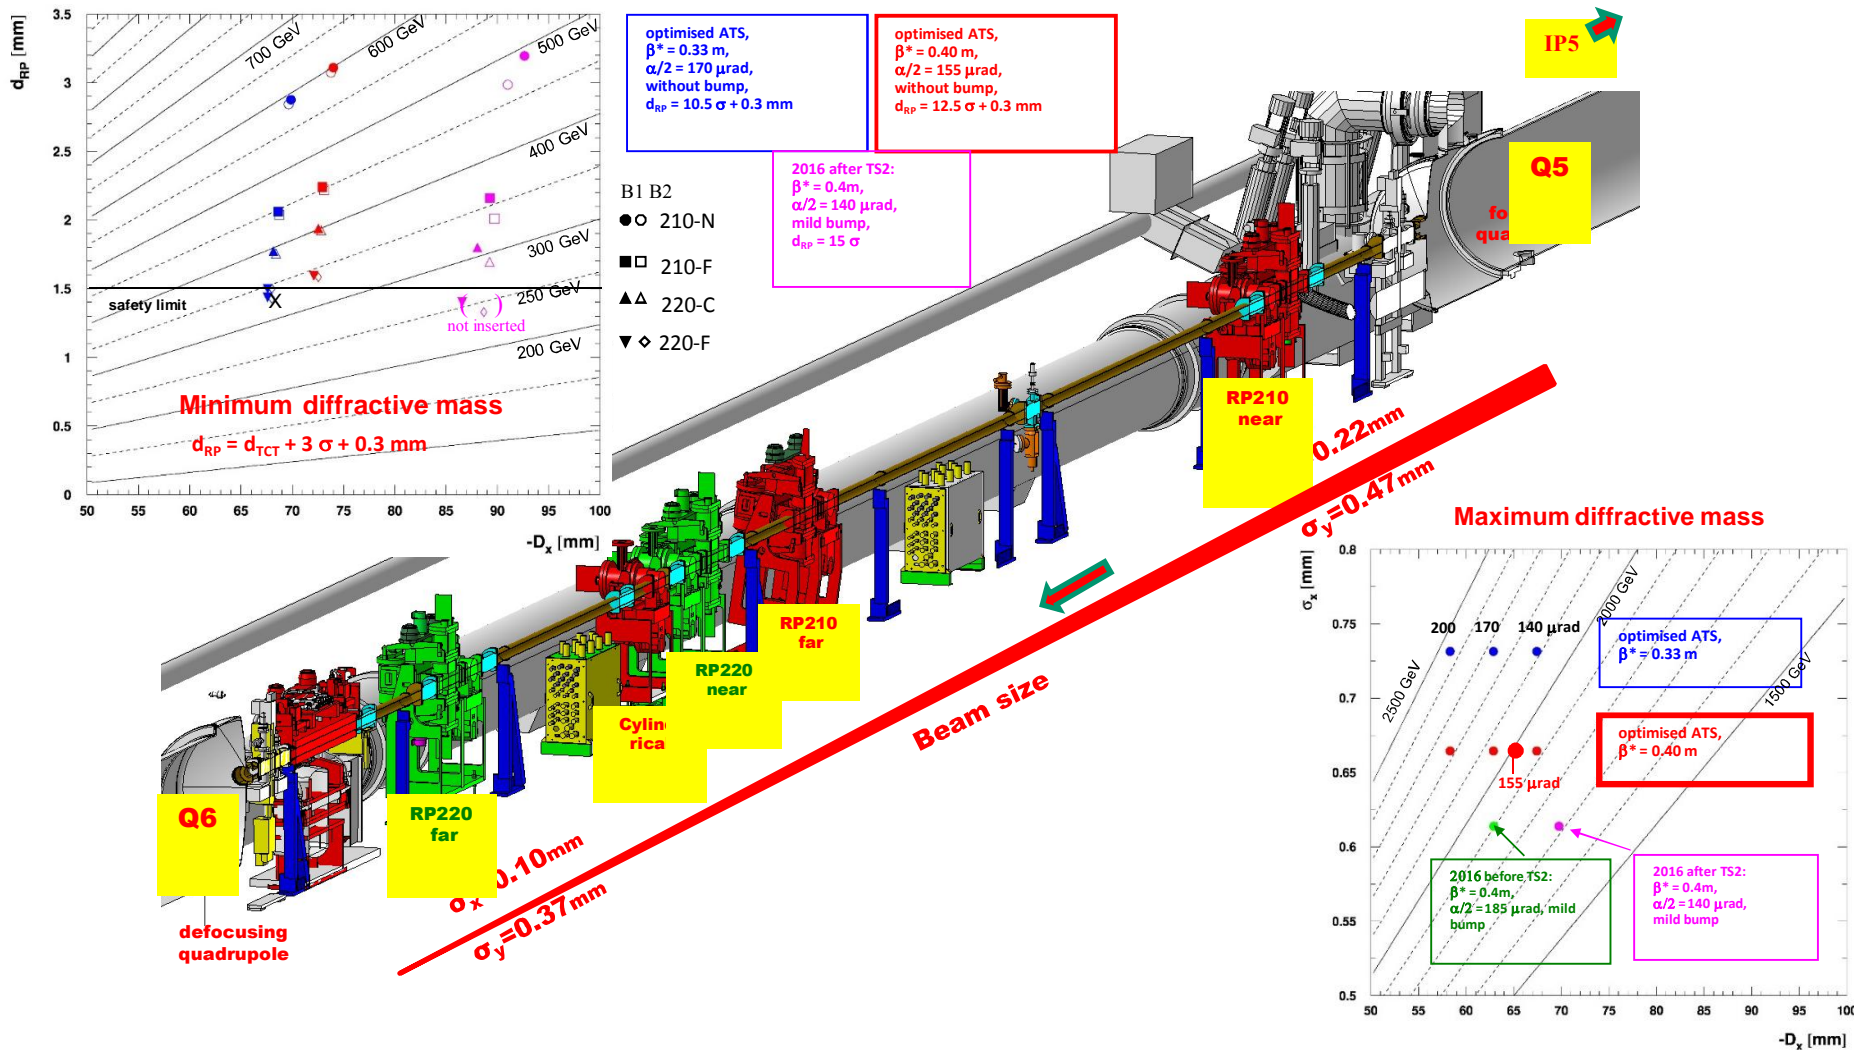 3.5
3
2.5
2
1.5
1
0.5
0
d_RP [mm]
700 GeV
600 GeV
500 GeV
400 GeV
300 GeV
250 GeV
200 GeV
safety limit
X
( )
not inserted
Minimum diffractive mass
d_RP = d_TCT + 3 σ + 0.3 mm
50 55 60 65 70 75 80 85 90 95 100
-D_x [mm]
optimised ATS,
β* = 0.33 m,
α/2 = 170 μrad,
without bump,
d_RP = 10.5 σ + 0.3 mm
optimised ATS,
β* = 0.40 m,
α/2 = 155 μrad,
without bump,
d_RP = 12.5 σ + 0.3 mm
2016 after TS2:
β* = 0.4m,
α/2 = 140 μrad,
mild bump,
d_RP = 15 σ
B1 B2
210-N
210-F
220-C
220-F
IP5
Q5
fo
qua
RP210
near
0.22mm
σ_y=0.47mm
RP210
far
RP220
near
Cylin
rica
RP220
far
Q6
defocusing
quadrupole
Beam size
σ_x 0.10mm
σ_y=0.37mm
Maximum diffractive mass
0.8
0.75
0.7
0.65
0.6
0.55
0.5
σ_x [mm]
2500 GeV
2000 GeV
1500 GeV
200 170 140 μrad
155 μrad
optimised ATS,
β* = 0.33 m
optimised ATS,
β* = 0.40 m
2016 before TS2:
β* = 0.4m,
α/2 = 185 μrad, mild
bump
2016 after TS2:
β* = 0.4m,
α/2 = 140 μrad,
mild bump
50 55 60 65 70 75 80 85 90 95 100
-D_x [mm]